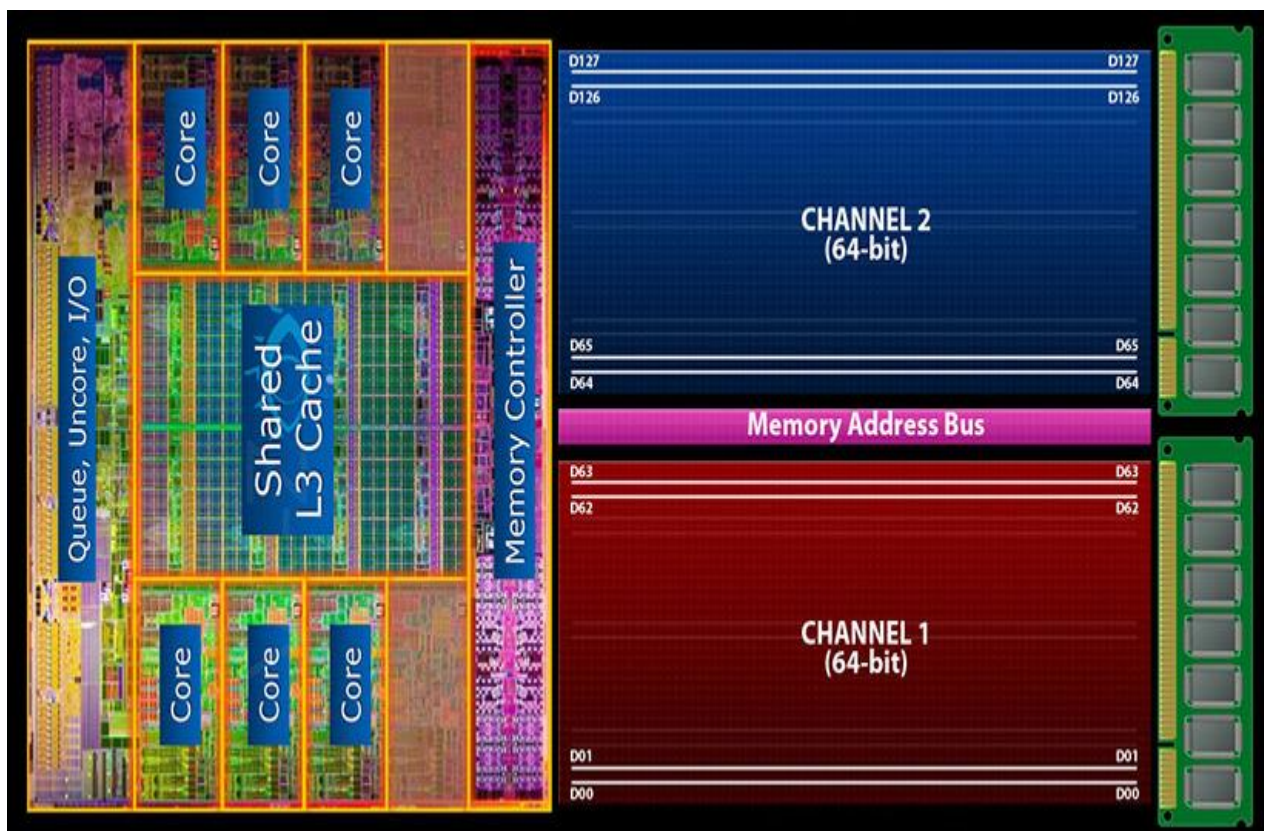 Queue, Uncore, I/O
Core
Core
Core
Shared
L3 Cache
Core
Core
Core
Memory Controller
D127
D127
D126
D126
CHANNEL 2
(64-bit)
D65
D65
D64
D64
Memory Address Bus
D63
D63
D62
D62
CHANNEL 1
(64-bit)
D01
D01
D00
D00